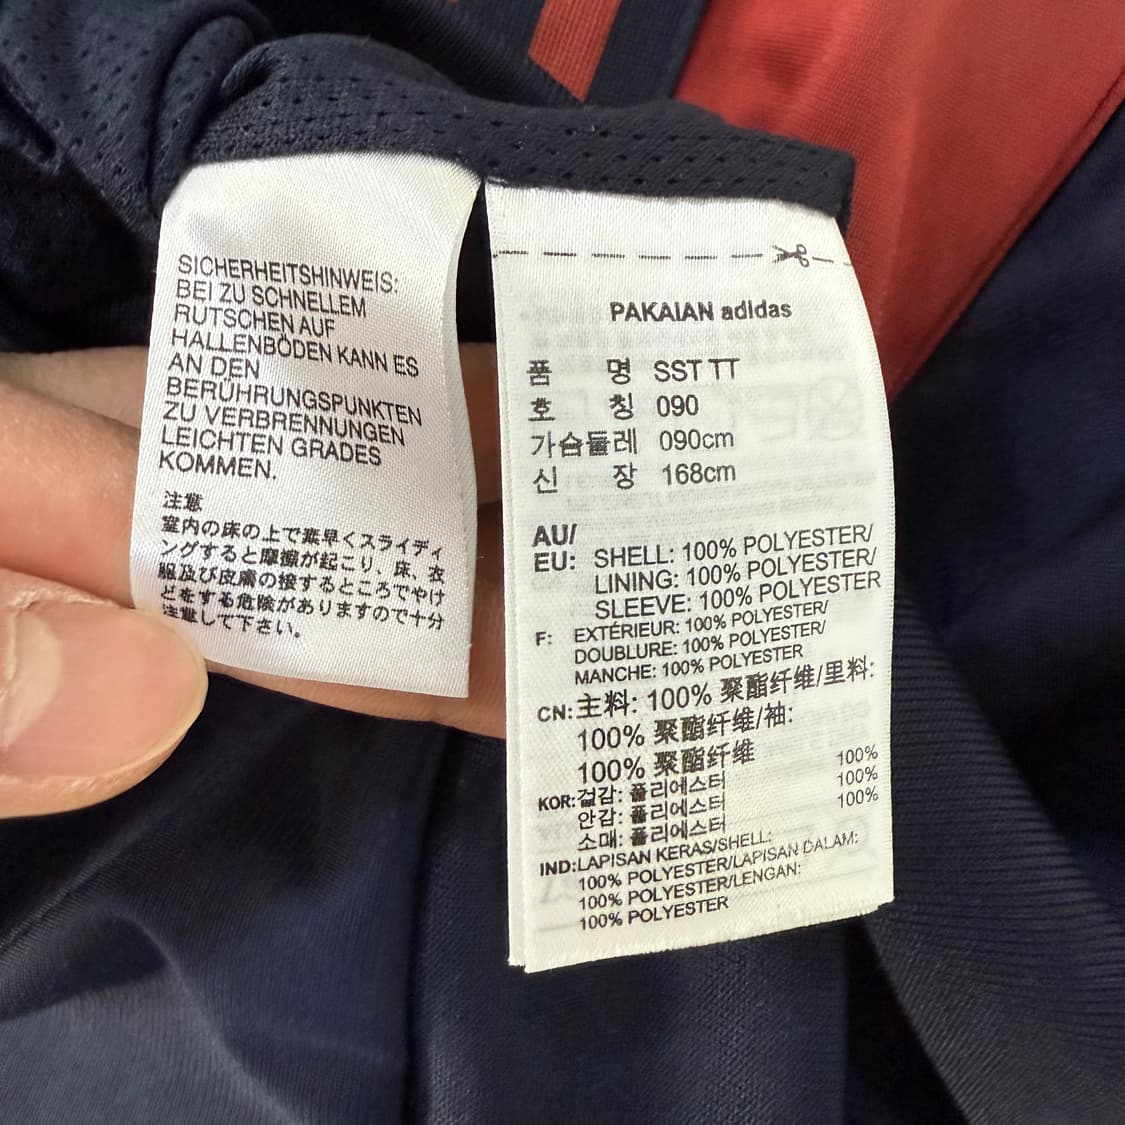 SICHERHEITSHINWEIS:
BEI ZU SCHNELLEM
RUTSCHEN AUF
HALLENBÖDEN KANN ES
AN DEN
BERÜHRUNGSPUNKTEN
ZU VERBRENNUNGEN
LEICHTEN GRADES
KOMMEN.
注意
室内の床の上で素早くスライディ
ングすると摩擦が起こり、床、衣
服及び皮膚の接するところでやけ
どをする危険がありますので十分
注意して下さい。
PAKAIAN adidas
품 명 SST TT
호 칭 090
가슴둘레 090cm
신 장 168cm
AU/
EU: SHELL: 100% POLYESTER/
LINING: 100% POLYESTER/
SLEEVE: 100% POLYESTER
F: EXTÉRIEUR: 100% POLYESTER/
DOUBLURE: 100% POLYESTER/
MANCHE: 100% POLYESTER
CN: 主料: 100% 聚酯纤维/里料:
100% 聚酯纤维/袖:
100% 聚酯纤维
KOR: 겉감: 폴리에스터 100%
안감: 폴리에스터 100%
소매: 폴리에스터 100%
IND: LAPISAN KERAS/SHELL:
100% POLYESTER/LAPISAN DALAM:
100% POLYESTER/LENGAN:
100% POLYESTER